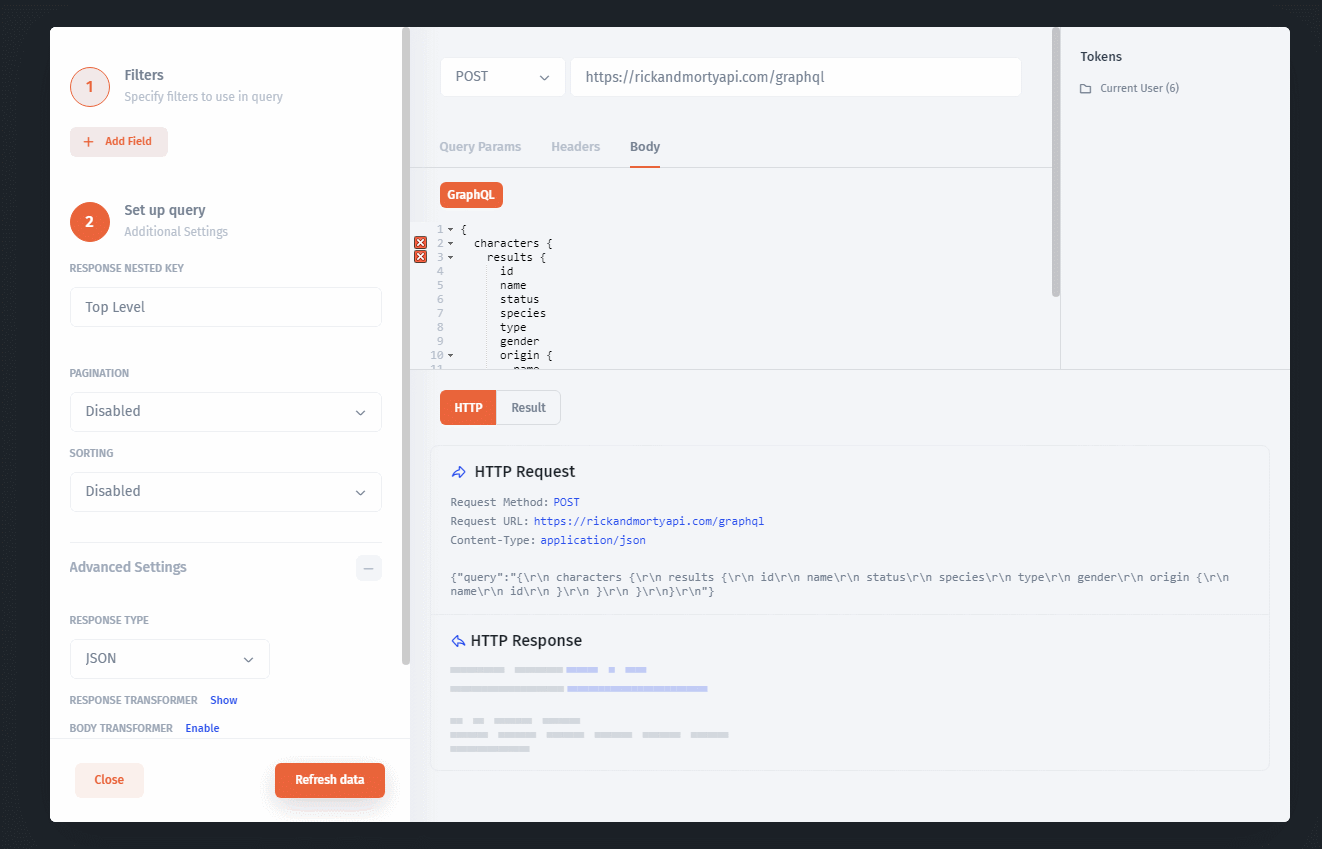 1
Filters
Specify filters to use in query
+ Add Field
2
Set up query
Additional Settings
RESPONSE NESTED KEY
Top Level
PAGINATION
Disabled
SORTING
Disabled
Advanced Settings
RESPONSE TYPE
JSON
RESPONSE TRANSFORMER Show
BODY TRANSFORMER Enable
Close
Refresh data
POST
https://rickandmortyapi.com/graphql
Query Params
Headers
Body
GraphQL
1 {
2 characters {
3 results {
4 id
5 name
6 status
7 species
8 type
9 gender
10 origin {
11 name
Tokens
Current User (6)
HTTP
Result
HTTP Request
Request Method: POST
Request URL: https://rickandmortyapi.com/graphql
Content-Type: application/json
{"query":"{\r\n characters {\r\n results {\r\n id\r\n name\r\n status\r\n species\r\n type\r\n gender\r\n origin {\r\n
name\r\n id\r\n }\r\n }\r\n }\r\n}\r\n"}
HTTP Response